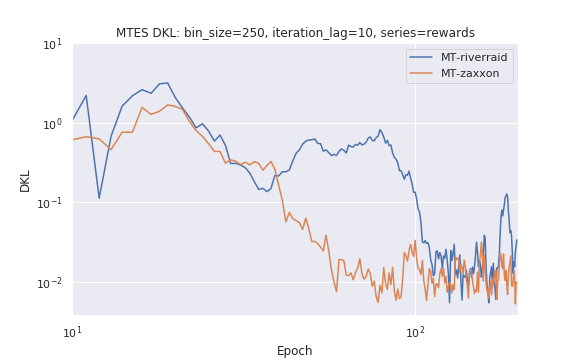 MTES DKL: bin_size=250, iteration_lag=10, series=rewards
MT-riverraid
MT-zaxxon
DKL
10^1
10^0
10^-1
10^-2
10^1
10^2
Epoch